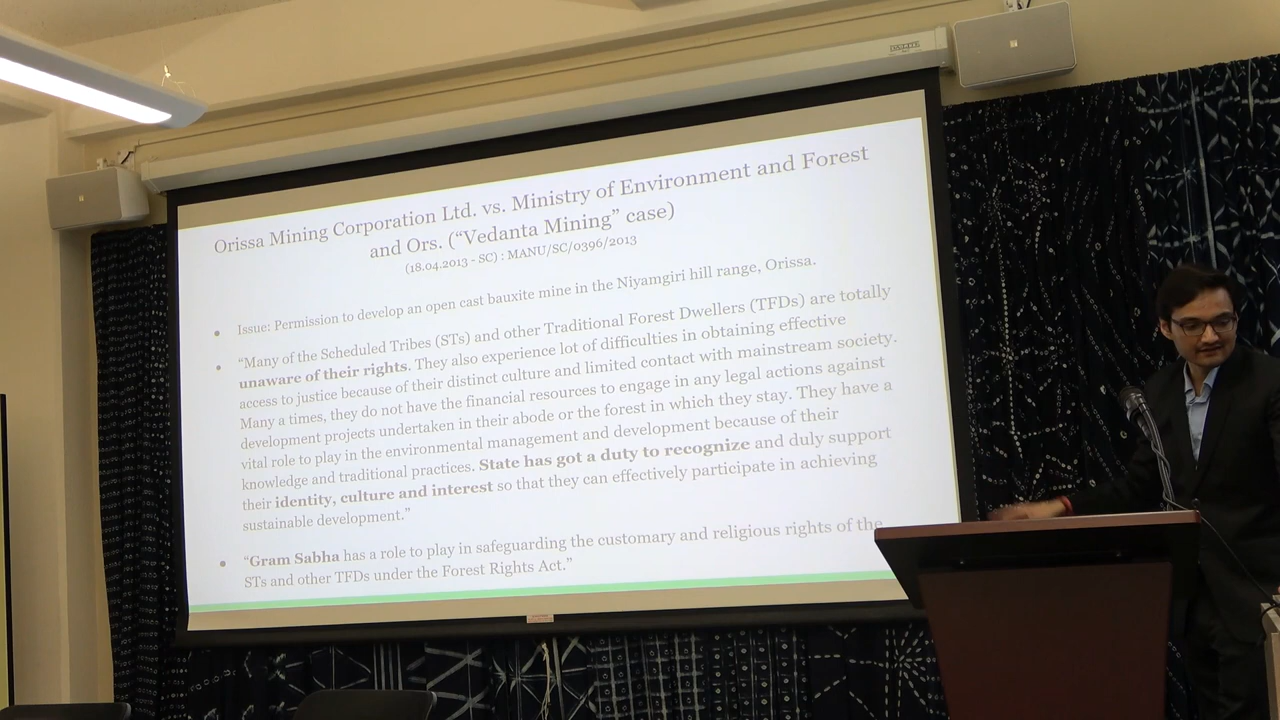 Orissa Mining Corporation Ltd. vs. Ministry of Environment and Forest
and Ors. (“Vedanta Mining” case)
(18.04.2013 - SC) : MANU/SC/0396/2013
• Issue: Permission to develop an open cast bauxite mine in the Niyamgiri hill range, Orissa.
• “Many of the Scheduled Tribes (STs) and other Traditional Forest Dwellers (TFDs) are totally
unaware of their rights. They also experience lot of difficulties in obtaining effective
access to justice because of their distinct culture and limited contact with mainstream society.
Many a times, they do not have the financial resources to engage in any legal actions against
development projects undertaken in their abode or the forest in which they stay. They have a
vital role to play in the environmental management and development because of their
knowledge and traditional practices. State has got a duty to recognize and duly support
their identity, culture and interest so that they can effectively participate in achieving
sustainable development.”
• “Gram Sabha has a role to play in safeguarding the customary and religious rights of the
STs and other TFDs under the Forest Rights Act.”